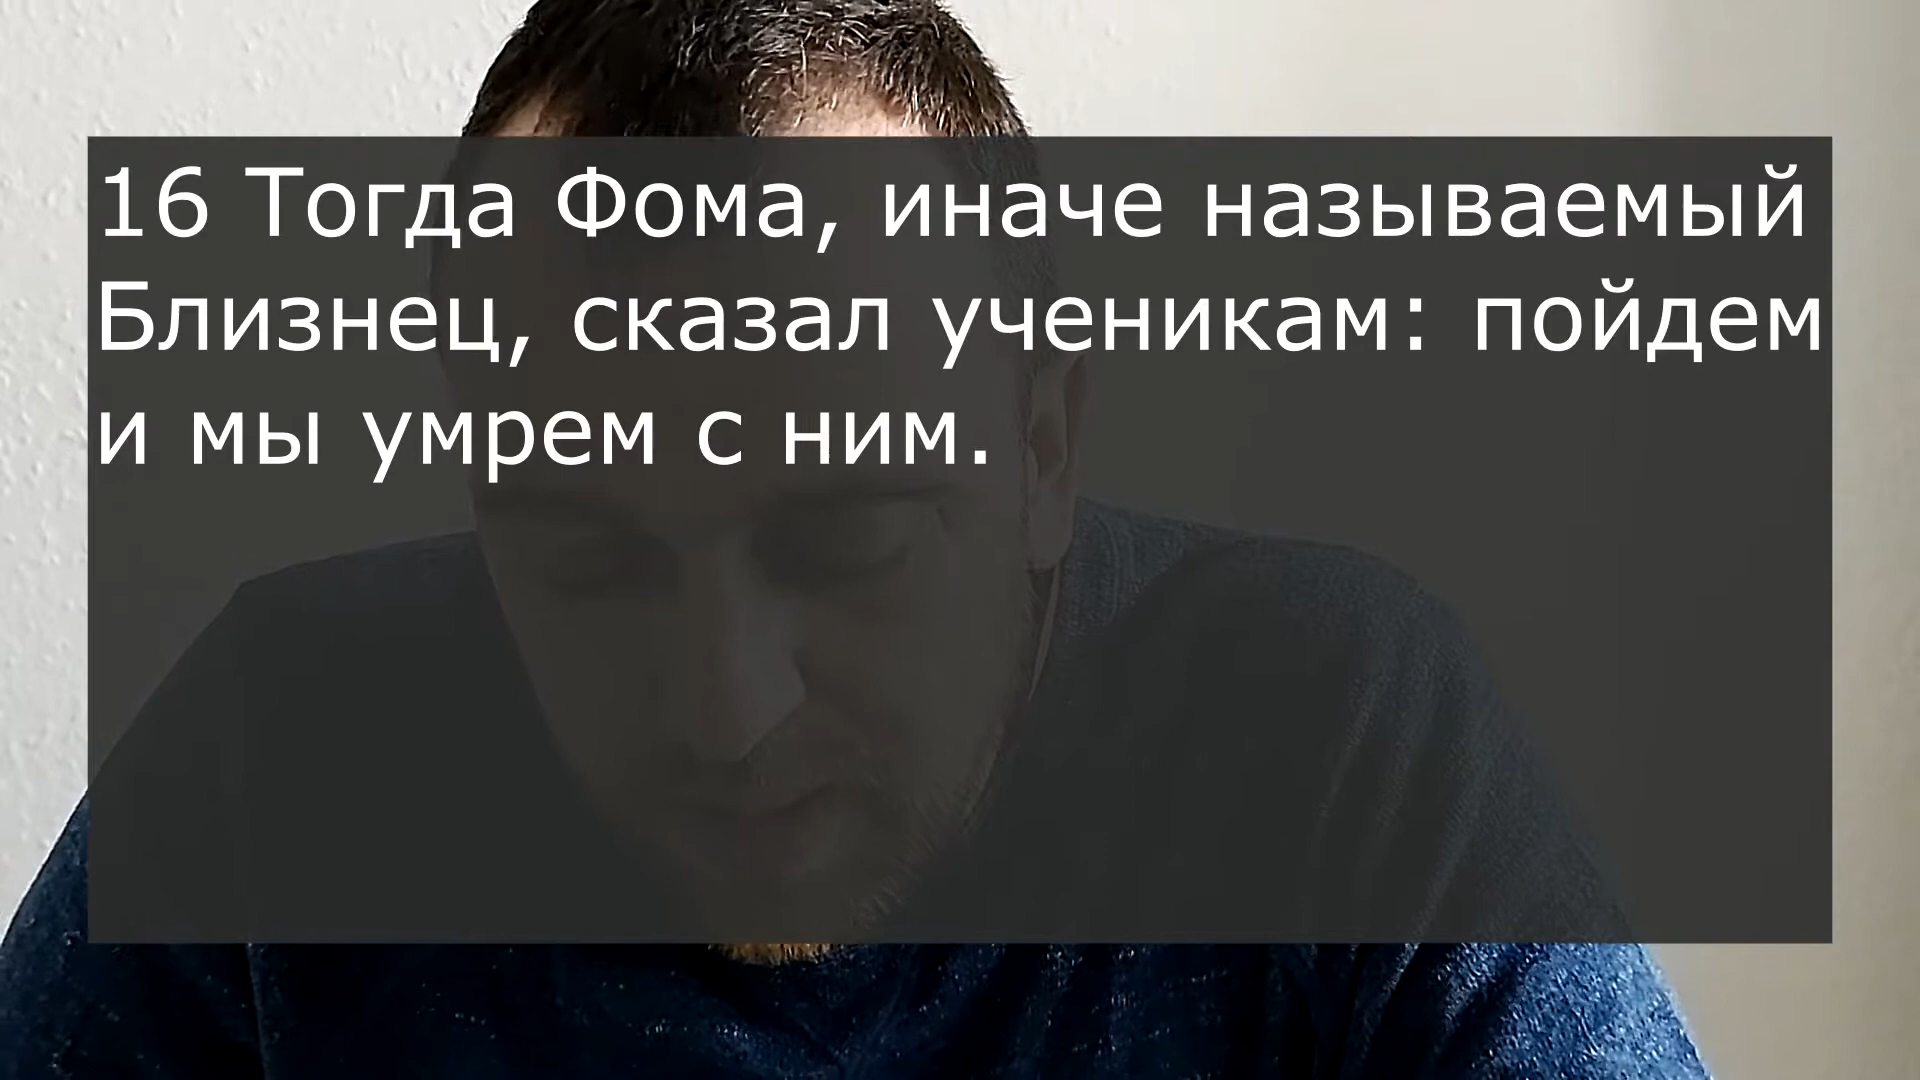 16 Тогда Фома, иначе называемый
Близнец, сказал ученикам: пойдем
и мы умрем с ним.